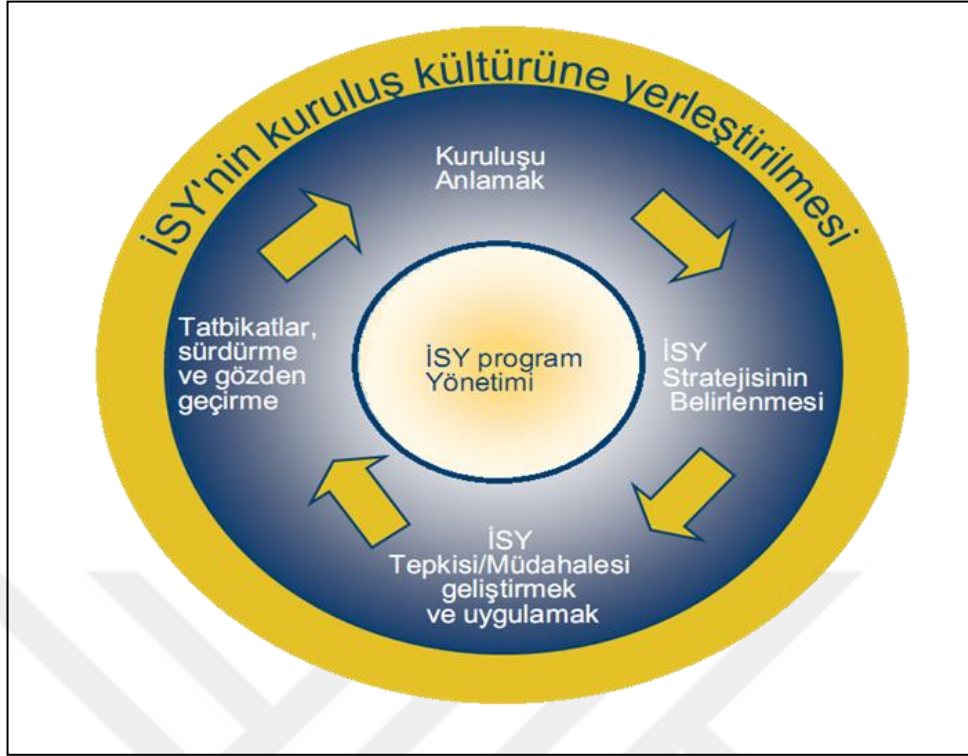 İSY'nin kuruluş kültürüne yerleştirilmesi
Kuruluşu
Anlamak
İSY
Stratejisinin
Belirlenmesi
İSY
Tepkisi/Müdahalesi
geliştirmek
ve uygulamak
Tatbikatlar,
sürdürme
ve gözden
geçirme
İSY program
Yönetimi